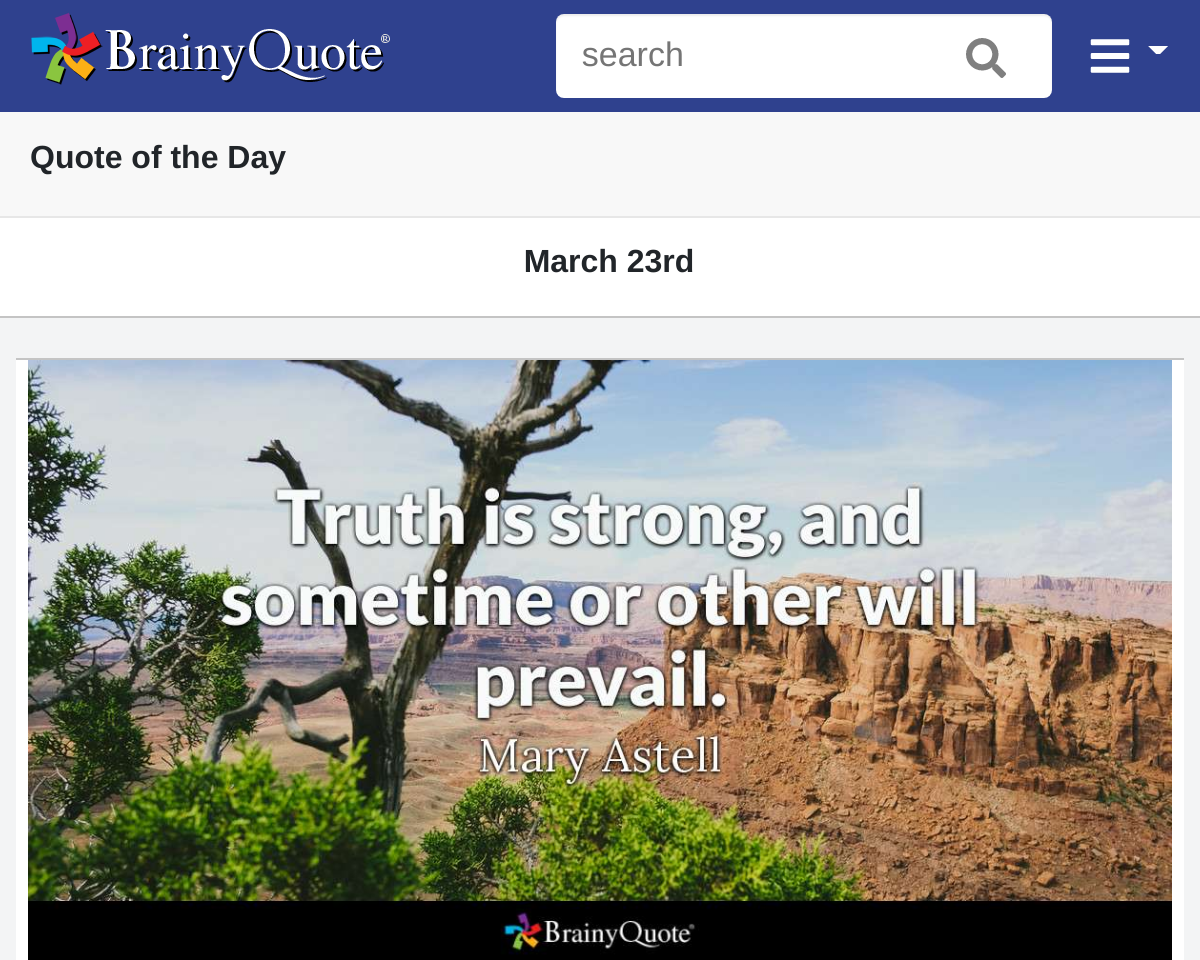 BrainyQuote®
search
Quote of the Day
March 23rd
Truth is strong, and
sometime or other will
prevail.
Mary Astell
BrainyQuote®